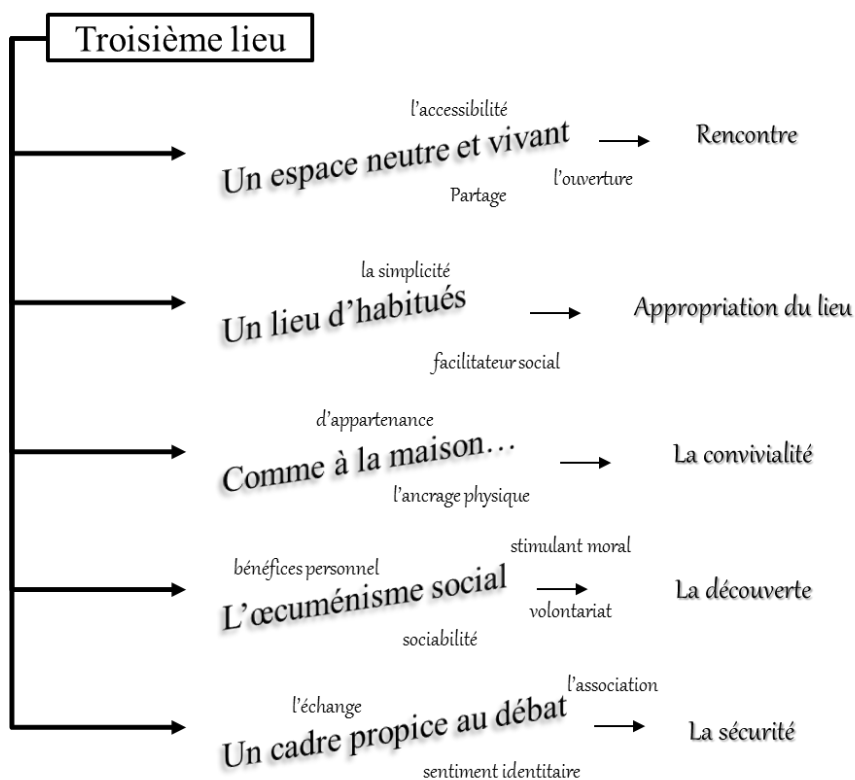 Troisième lieu
l'accessibilité
Un espace neutre et vivant
Rencontre
l'ouverture
Partage
la simplicité
Un lieu d'habitués
Appropriation du lieu
facilitateur social
d'appartenance
Comme à la maison…
La convivialité
l'ancrage physique
stimulant moral
bénéfices personnel
L'œcuménisme social
La découverte
volontariat
sociabilité
l'association
l'échange
Un cadre propice au débat
La sécurité
sentiment identitaire